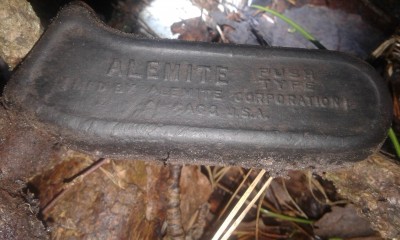 ALEMITE PUSH TYPE
BY ALEMITE CORPORATION
U.S.A.